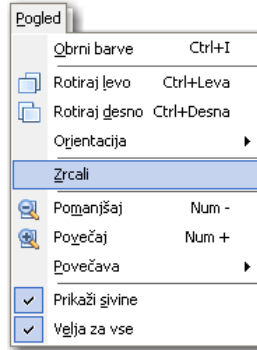 Pogled
Obrni barve Ctrl+I
Rotiraj levo Ctrl+Leva
Rotiraj desno Ctrl+Desna
Orientacija
Zrcali
Pomanjšaj Num -
Povečaj Num +
Povečava
Prikaži sivine
Velja za vse